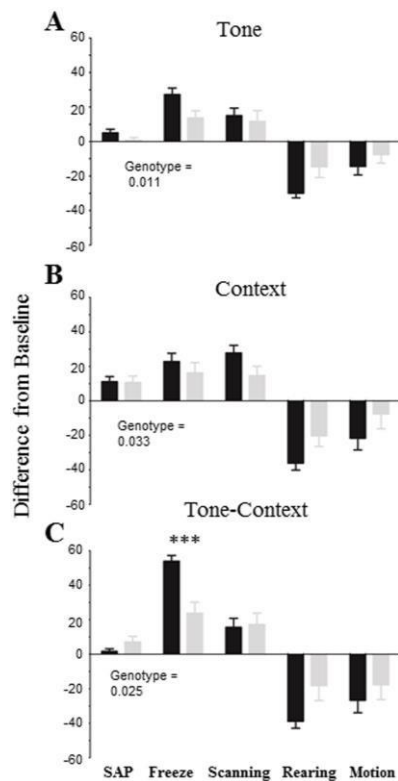 A
Tone
60
40
20
0
-20
-40
-60
Genotype =
0.011
B
Context
60
40
20
0
-20
-40
-60
Genotype =
0.033
Difference from Baseline
C
Tone-Context
60
40
20
0
-20
-40
-60
***
Genotype =
0.025
SAP Freeze Scanning Rearing Motion